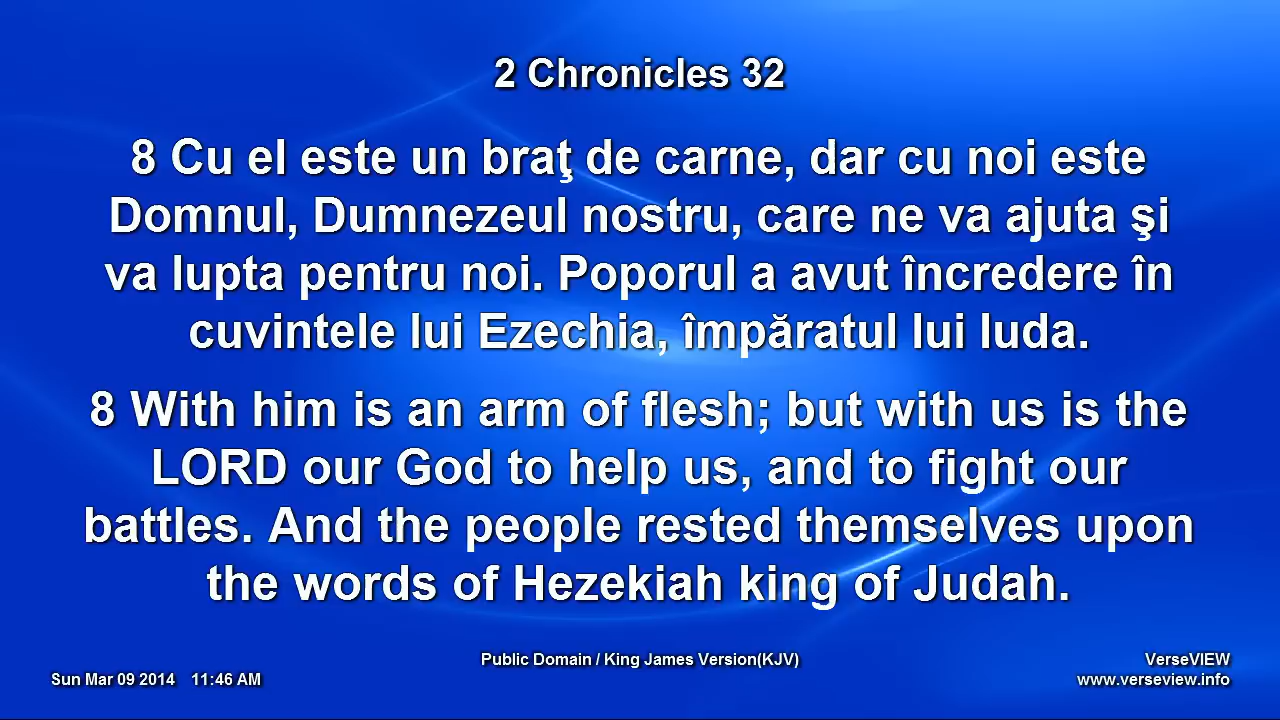 2 Chronicles 32
8 Cu el este un braţ de carne, dar cu noi este
Domnul, Dumnezeul nostru, care ne va ajuta şi
va lupta pentru noi. Poporul a avut încredere în
cuvintele lui Ezechia, împăratul lui Iuda.
8 With him is an arm of flesh; but with us is the
LORD our God to help us, and to fight our
battles. And the people rested themselves upon
the words of Hezekiah king of Judah.
Public Domain / King James Version(KJV)
VerseVIEW
Sun Mar 09 2014 11:46 AM
www.verseview.info